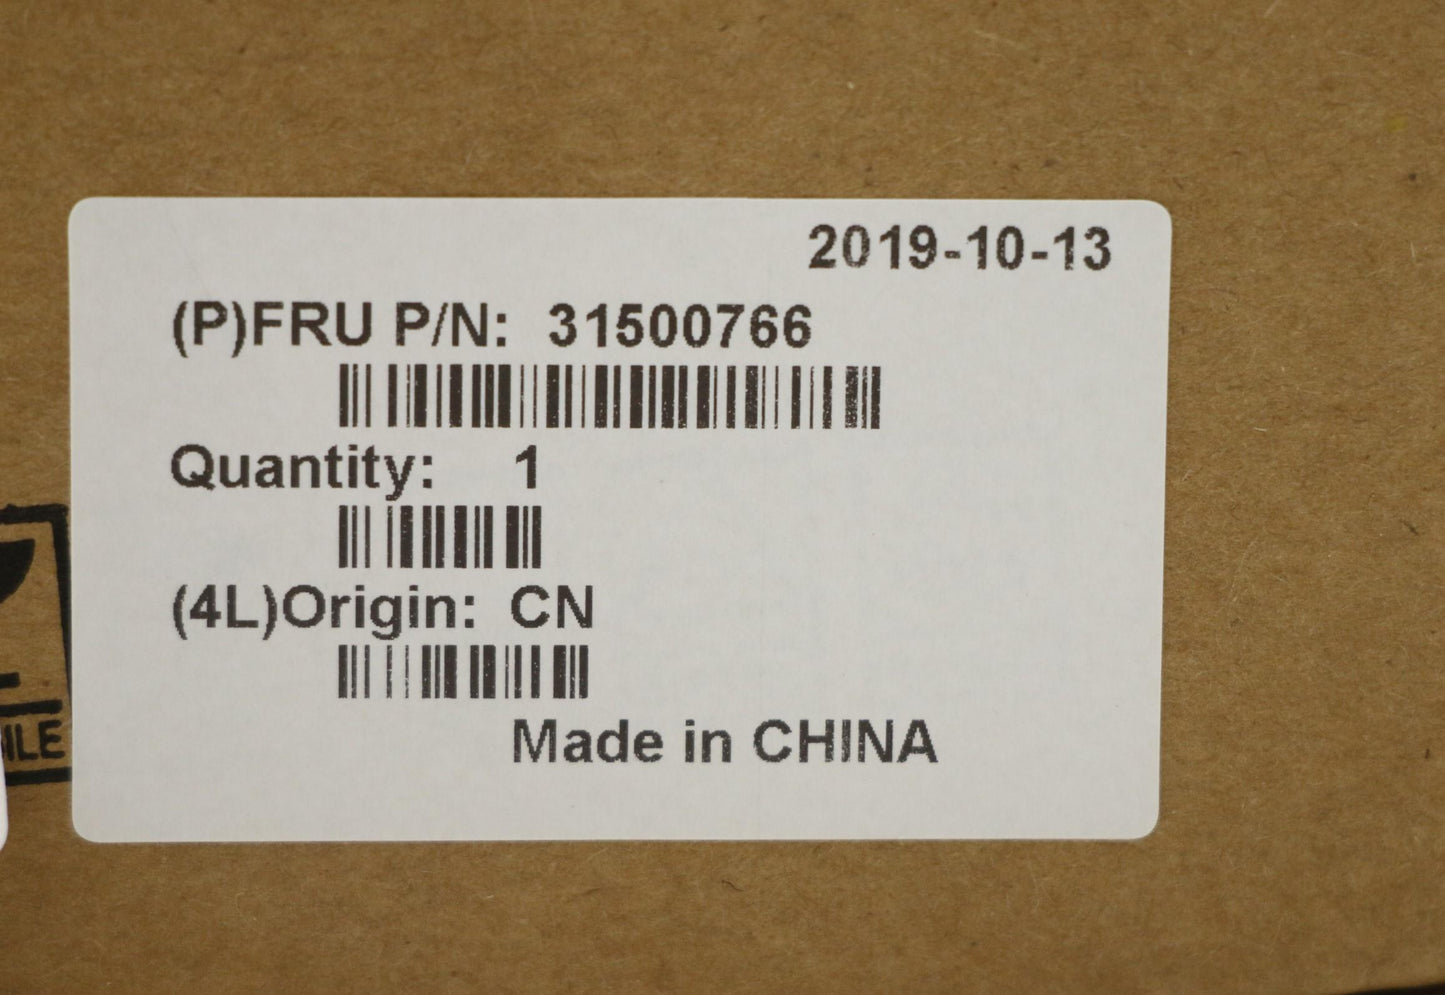 2019-10-13
(P)FRU P/N: 31500766
Quantity: 1
(4L)Origin: CN
Made in CHINA